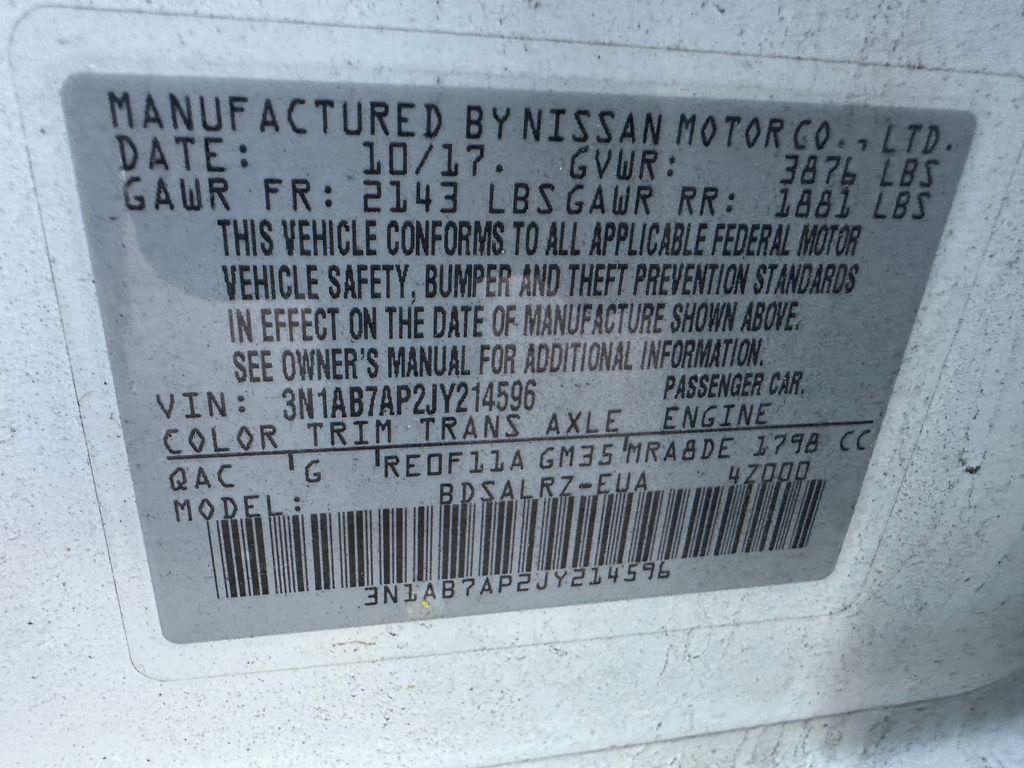 MANUFACTURED BY NISSAN MOTOR CO., LTD.
DATE: 10/17. GVWR: 3876 LBS
GAWR FR: 2143 LBS GAWR RR: 1881 LBS
THIS VEHICLE CONFORMS TO ALL APPLICABLE FEDERAL MOTOR
VEHICLE SAFETY, BUMPER AND THEFT PREVENTION STANDARDS
IN EFFECT ON THE DATE OF MANUFACTURE SHOWN ABOVE.
SEE OWNER'S MANUAL FOR ADDITIONAL INFORMATION.
VIN: 3N1AB7AP2JY214596 PASSENGER CAR.
COLOR TRIM TRANS AXLE ENGINE
QAC G RE0F11A GM35 MRA8DE 1798 CC
MODEL: BDSALRZ-EUA 4Z000
3N1AB7AP2JY214596